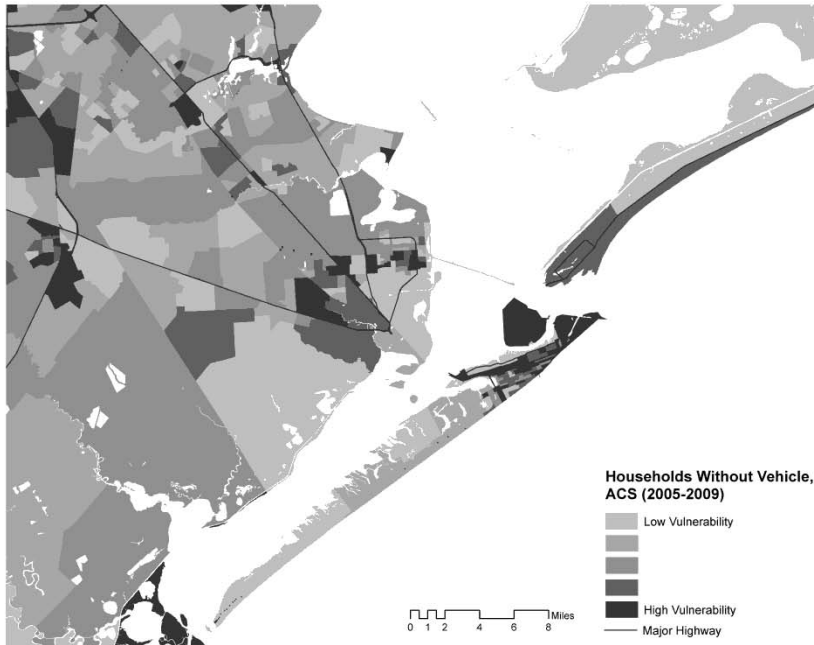 Households Without Vehicle,
ACS (2005-2009)
Low Vulnerability
High Vulnerability
Major Highway
Miles
0 1 2 4 6 8